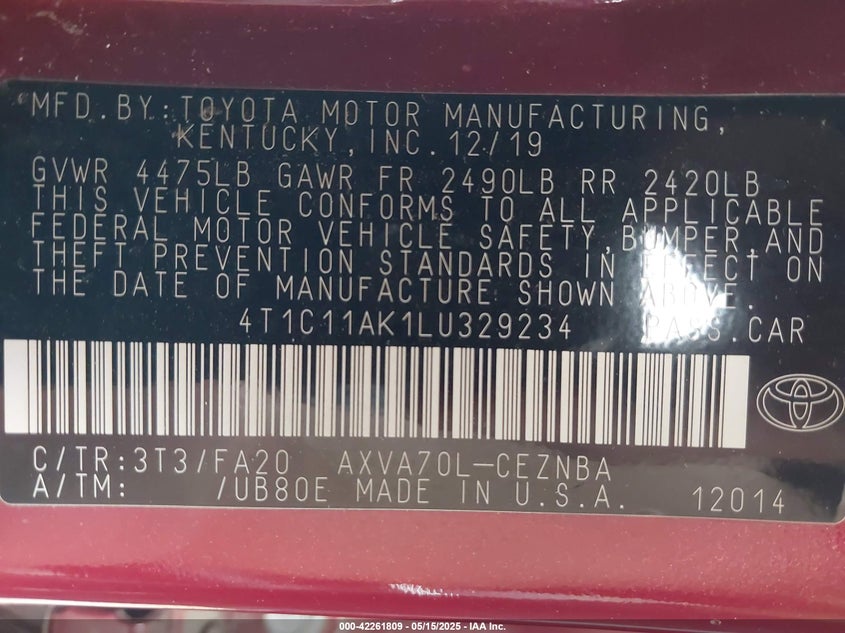 MFD.BY:TOYOTA MOTOR MANUFACTURING,
KENTUCKY,INC.12/19
GVWR 4475LB GAWR FR 2490LB RR 2420LB
THIS VEHICLE CONFORMS TO ALL APPLICABLE
FEDERAL MOTOR VEHICLE SAFETY,BUMPER,AND
THEFT PREVENTION STANDARDS IN EFFECT ON
THE DATE OF MANUFACTURE SHOWN ABOVE.
4T1C11AK1LU329234 PASS.CAR
C/TR:3T3/FA20 AXVA70L-CEZNBA
A/TM: /UB80E MADE IN U.S.A. 12014
000-42261809 - 05/15/2025 - IAA Inc.